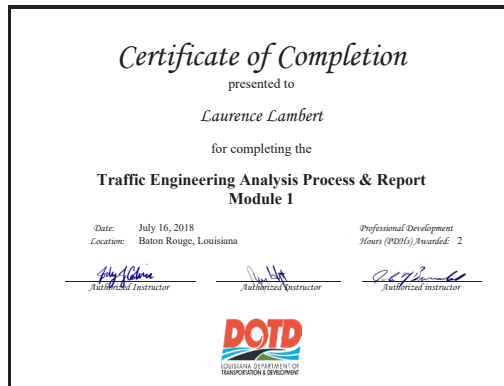 Certificate of Completion
presented to
Laurence Lambert
for completing the
Traffic Engineering Analysis Process & Report
Module 1
Date: July 16, 2018
Location: Baton Rouge, Louisiana
Professional Development
Hours (PDHs) Awarded: 2
Authorized Instructor
Authorized Instructor
Authorized instructor
DOTD
LOUISIANA DEPARTMENT OF
TRANSPORTATION & DEVELOPMENT